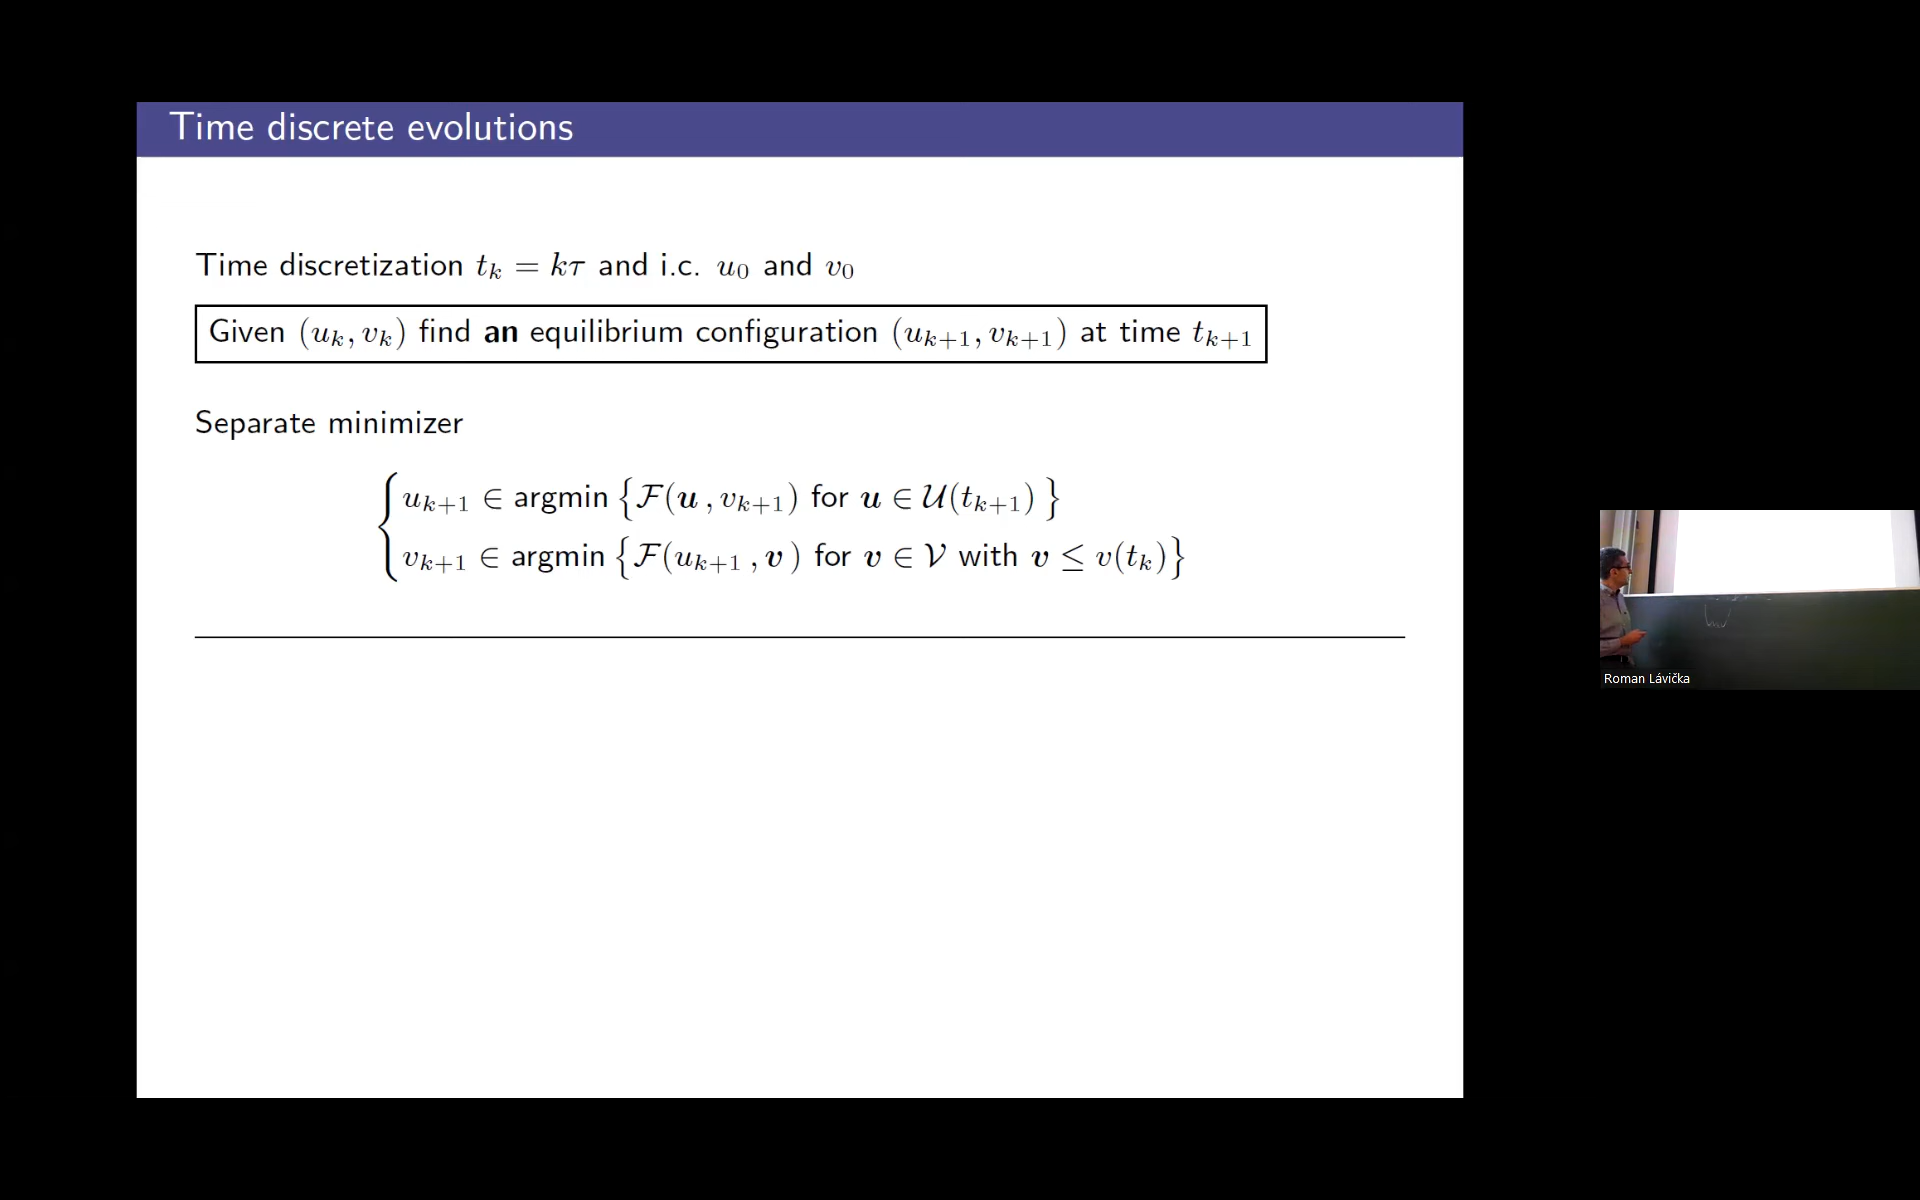 Time discrete evolutions
Time discretization $t_k = k\tau$ and i.c. $u_0$ and $v_0$
Given $(u_k, v_k)$ find **an** equilibrium configuration $(u_{k+1}, v_{k+1})$ at time $t_{k+1}$
Separate minimizer
$u_{k+1} \in \text{argmin} \{ \mathcal{F}(\boldsymbol{u}, v_{k+1}) \text{ for } \boldsymbol{u} \in \mathcal{U}(t_{k+1}) \}$
$v_{k+1} \in \text{argmin} \{ \mathcal{F}(u_{k+1}, \boldsymbol{v}) \text{ for } \boldsymbol{v} \in \mathcal{V} \text{ with } \boldsymbol{v} \leq v(t_k) \}$
Roman Lávička